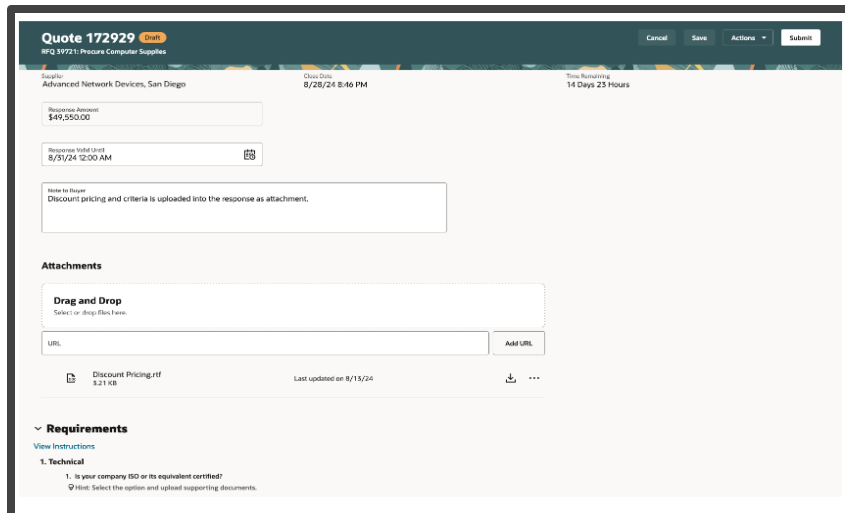 Quote 172929 Draft
RFQ 39721: Procure Computer Supplies
Cancel Save Actions Submit
Supplier
Advanced Network Devices, San Diego
Close Date
8/28/24 8:46 PM
Time Remaining
14 Days 23 Hours
Response Amount
$49,550.00
Response Valid Until
8/31/24 12:00 AM
Note to Buyer
Discount pricing and criteria is uploaded into the response as attachment.
Attachments
Drag and Drop
Select or drop files here.
URL
Add URL
Discount Pricing.rtf
3.21 KB
Last updated on 8/13/24
Requirements
View Instructions
1. Technical
1. Is your company ISO or its equivalent certified?
Hint: Select the option and upload supporting documents.